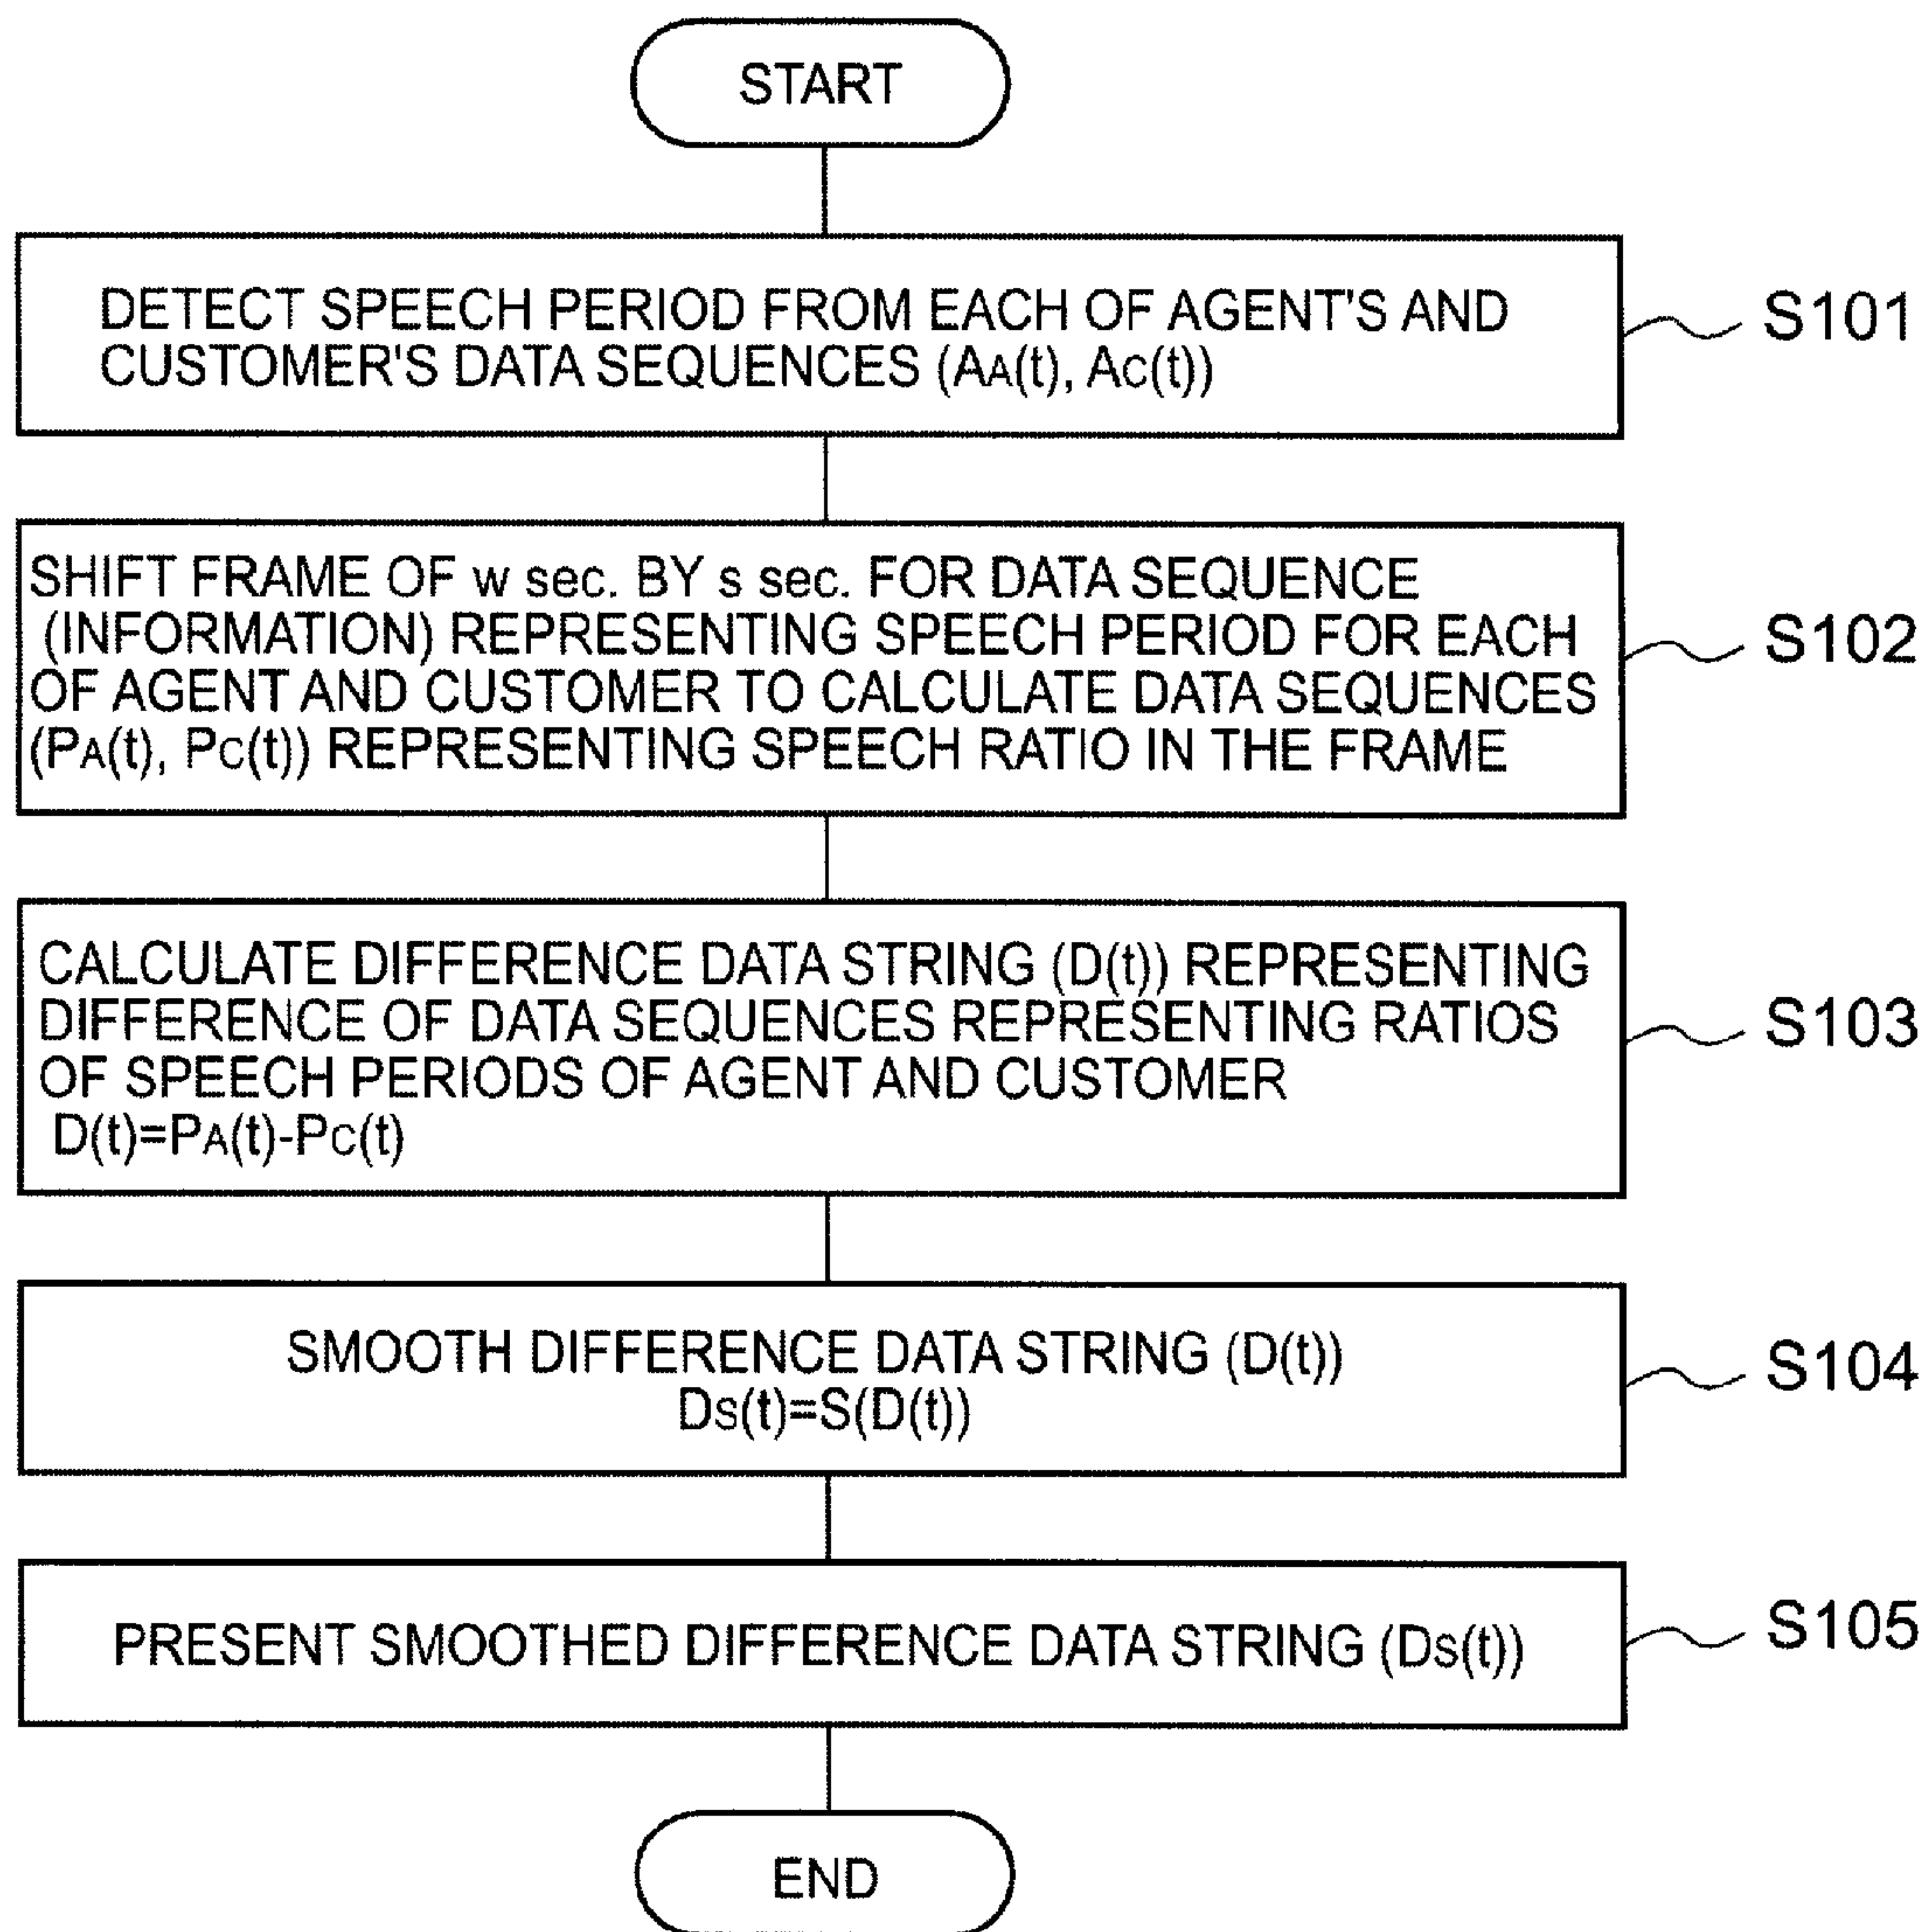 START
DETECT SPEECH PERIOD FROM EACH OF AGENT'S AND
CUSTOMER'S DATA SEQUENCES (AA(t), AC(t))
S101
SHIFT FRAME OF w sec. BY s sec. FOR DATA SEQUENCE
(INFORMATION) REPRESENTING SPEECH PERIOD FOR EACH
OF AGENT AND CUSTOMER TO CALCULATE DATA SEQUENCES
(PA(t), PC(t)) REPRESENTING SPEECH RATIO IN THE FRAME
S102
CALCULATE DIFFERENCE DATA STRING (D(t)) REPRESENTING
DIFFERENCE OF DATA SEQUENCES REPRESENTING RATIOS
OF SPEECH PERIODS OF AGENT AND CUSTOMER
D(t)=PA(t)-PC(t)
S103
SMOOTH DIFFERENCE DATA STRING (D(t))
DS(t)=S(D(t))
S104
PRESENT SMOOTHED DIFFERENCE DATA STRING (DS(t))
S105
END